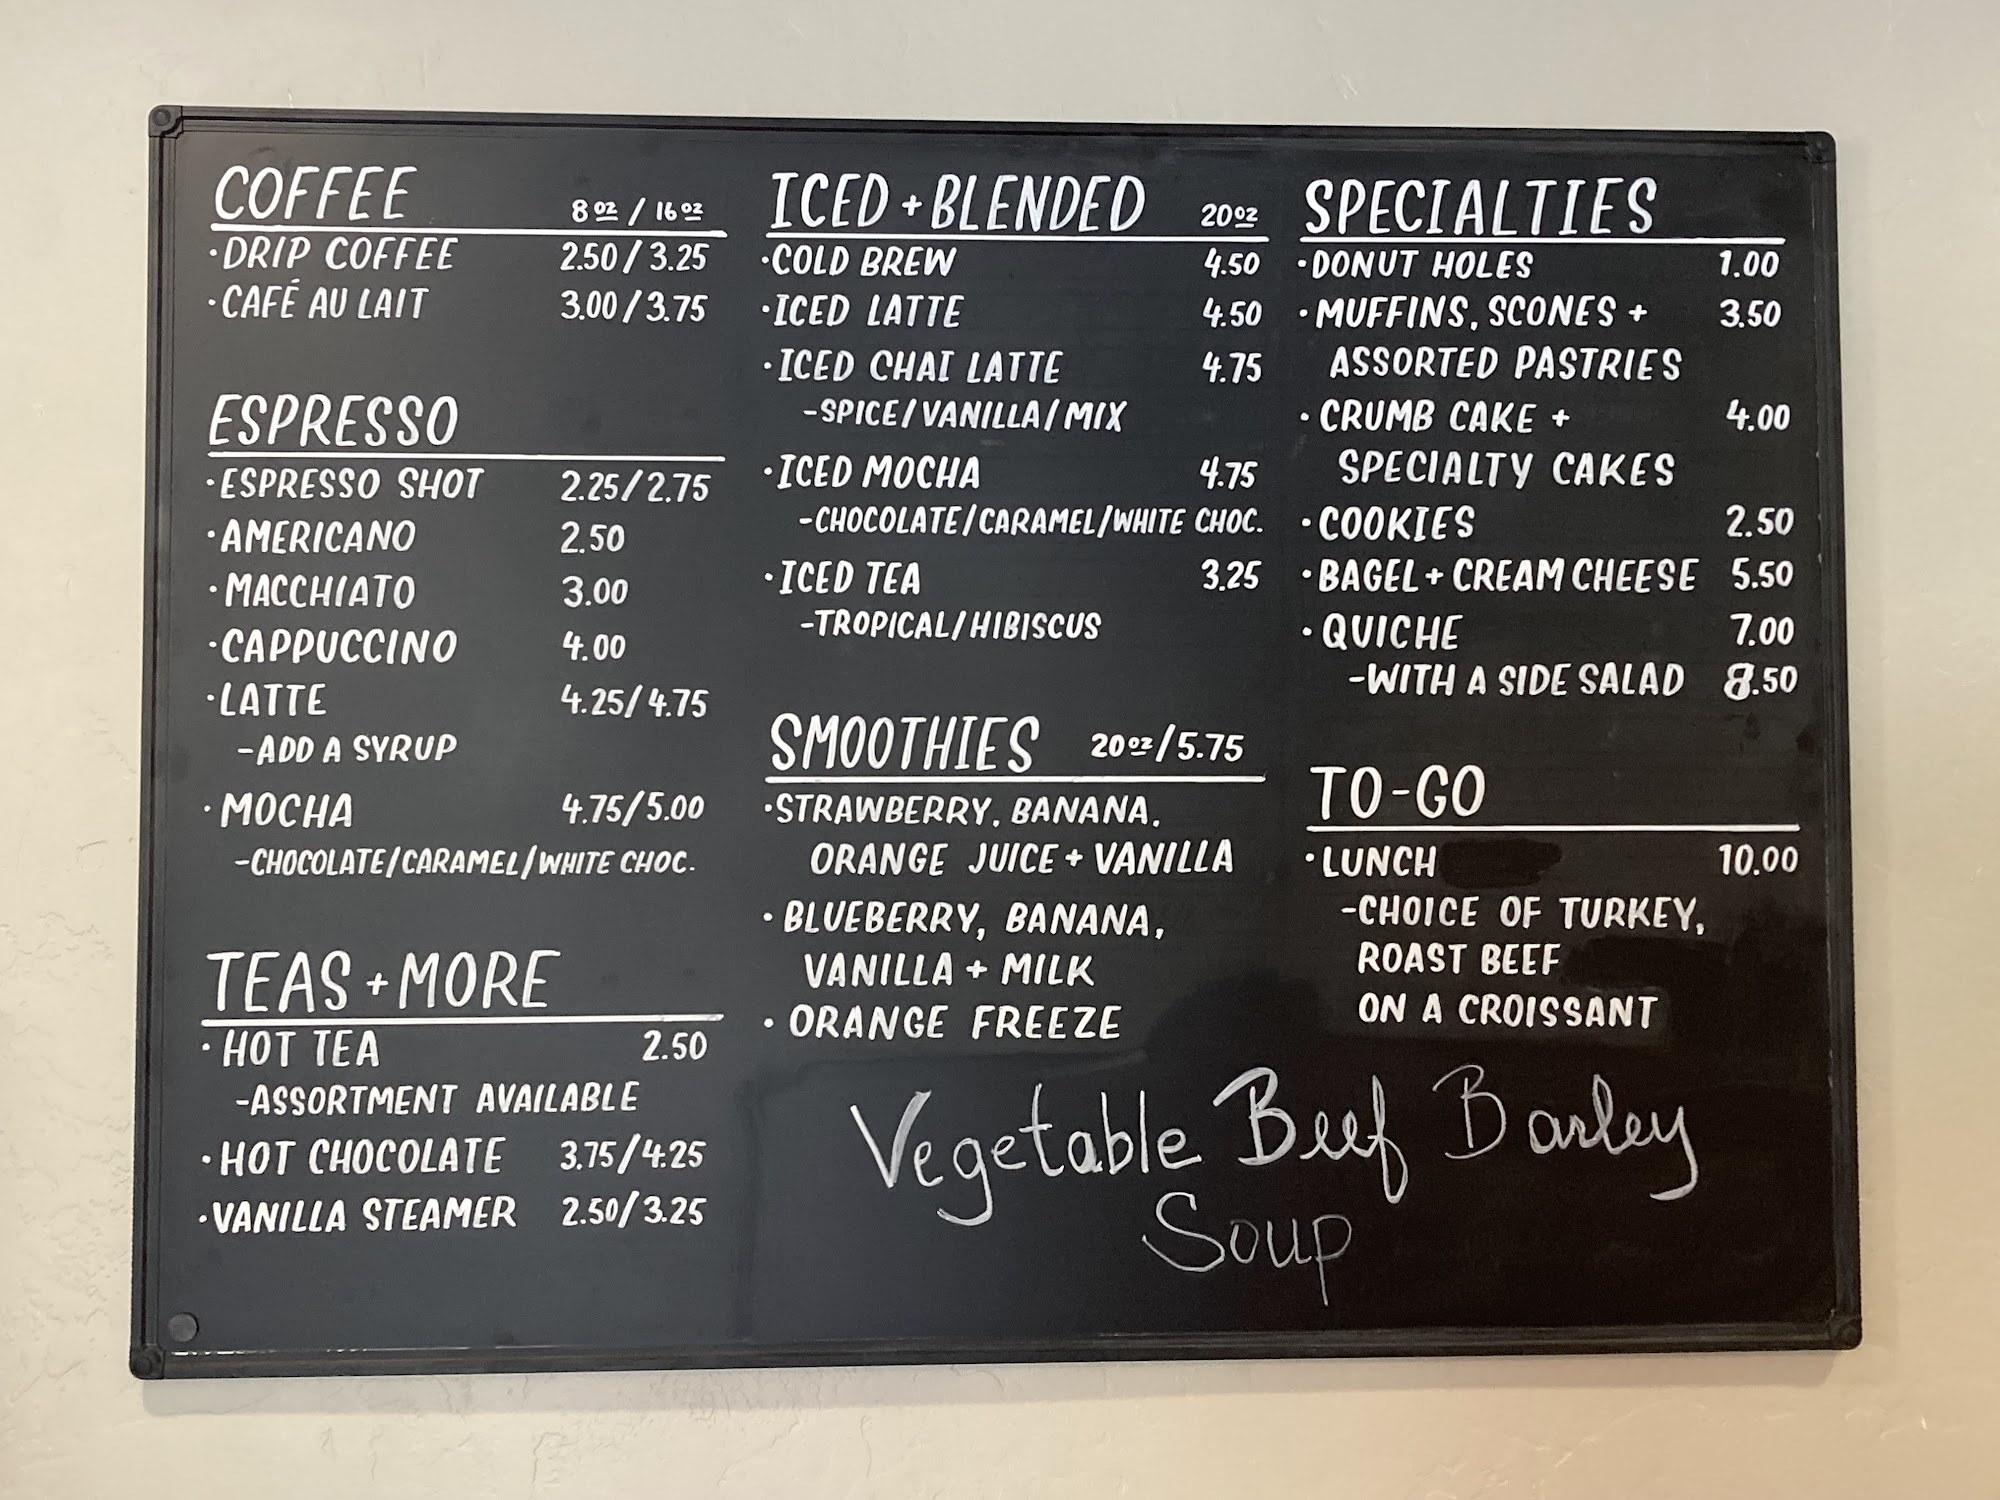 COFFEE 8oz / 16oz
·DRIP COFFEE 2.50/3.25
·CAFÉ AU LAIT 3.00/3.75
ESPRESSO
·ESPRESSO SHOT 2.25/2.75
·AMERICANO 2.50
·MACCHIATO 3.00
·CAPPUCCINO 4.00
·LATTE 4.25/4.75
-ADD A SYRUP
·MOCHA 4.75/5.00
-CHOCOLATE/CARAMEL/WHITE CHOC.
TEAS + MORE
·HOT TEA 2.50
-ASSORTMENT AVAILABLE
·HOT CHOCOLATE 3.75/4.25
·VANILLA STEAMER 2.50/3.25
ICED + BLENDED 20oz
·COLD BREW 4.50
·ICED LATTE 4.50
·ICED CHAI LATTE 4.75
-SPICE/VANILLA/MIX
·ICED MOCHA 4.75
-CHOCOLATE/CARAMEL/WHITE CHOC.
·ICED TEA 3.25
-TROPICAL/HIBISCUS
SMOOTHIES 20oz/5.75
·STRAWBERRY, BANANA,
ORANGE JUICE + VANILLA
·BLUEBERRY, BANANA,
VANILLA + MILK
·ORANGE FREEZE
SPECIALTIES
·DONUT HOLES 1.00
·MUFFINS, SCONES + 3.50
ASSORTED PASTRIES
·CRUMB CAKE + 4.00
SPECIALTY CAKES
·COOKIES 2.50
·BAGEL + CREAM CHEESE 5.50
·QUICHE 7.00
-WITH A SIDE SALAD 8.50
TO-GO
·LUNCH 10.00
-CHOICE OF TURKEY,
ROAST BEEF
ON A CROISSANT
Vegetable Beef Barley
Soup